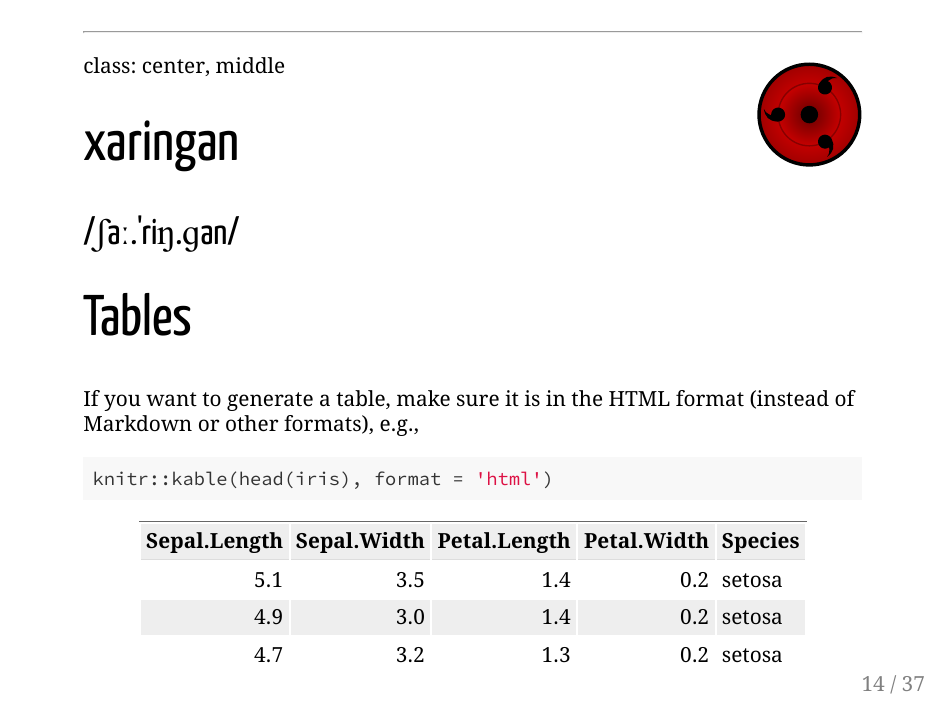 class: center, middle
xaringan
/ʃaː.'riŋ.ɡan/
Tables
If you want to generate a table, make sure it is in the HTML format (instead of
Markdown or other formats), e.g.,
knitr::kable(head(iris), format = 'html')
Sepal.Length Sepal.Width Petal.Length Petal.Width Species
5.1 3.5 1.4 0.2 setosa
4.9 3.0 1.4 0.2 setosa
4.7 3.2 1.3 0.2 setosa
14 / 37